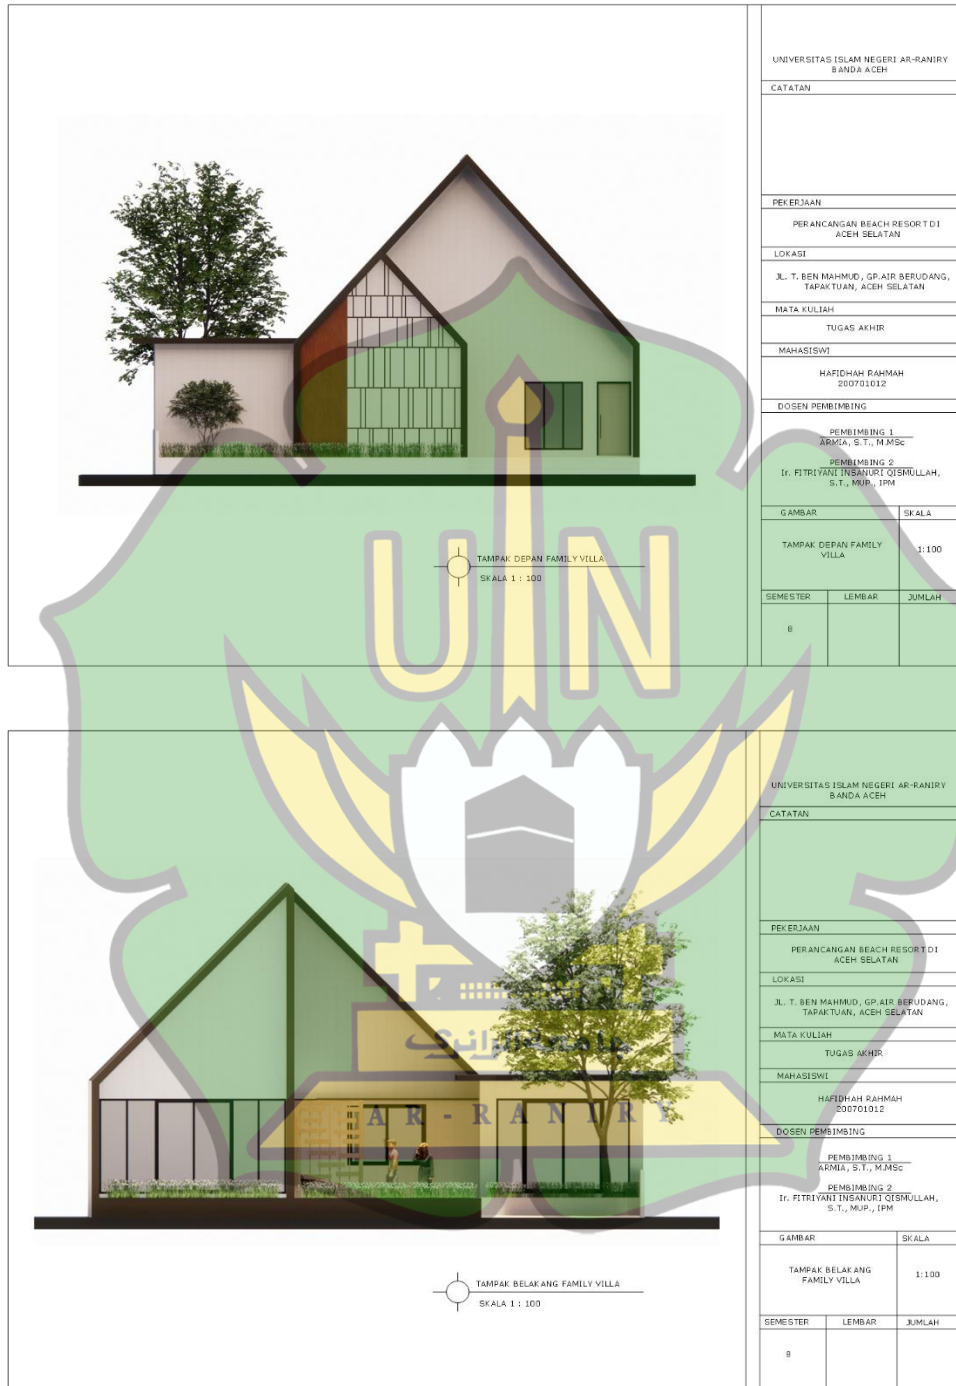 UNIVERSITAS ISLAM NEGERI AR-RANIRY
BANDA ACEH
CATATAN
PEKERJAAN
PERANCANGAN BEACH RESORT DI
ACEH SELATAN
LOKASI
JL. T. BEN MAHMUD, GP.AIR BERUDANG,
TAPAKTUAN, ACEH SELATAN
MATA KULIAH
TUGAS AKHIR
MAHASISWI
HAFIDHAH RAHMAH
200701012
DOSEN PEMBIMBING
PEMBIMBING 1
ARMIA, S.T., M.MSc
PEMBIMBING 2
Ir. FITRIYANI INSANURI QISMULLAH,
S.T., MUP., IPM
GAMBAR SKALA
TAMPAK DEPAN FAMILY
VILLA
1:100
SEMESTER LEMBAR JUMLAH
8
TAMPAK DEPAN FAMILY VILLA
SKALA 1 : 100
UIN
UNIVERSITAS ISLAM NEGERI AR-RANIRY
BANDA ACEH
CATATAN
PEKERJAAN
PERANCANGAN BEACH RESORT DI
ACEH SELATAN
LOKASI
JL. T. BEN MAHMUD, GP.AIR BERUDANG,
TAPAKTUAN, ACEH SELATAN
MATA KULIAH
TUGAS AKHIR
MAHASISWI
HAFIDHAH RAHMAH
200701012
DOSEN PEMBIMBING
PEMBIMBING 1
ARMIA, S.T., M.MSc
PEMBIMBING 2
Ir. FITRIYANI INSANURI QISMULLAH,
S.T., MUP., IPM
GAMBAR SKALA
TAMPAK BELAKANG
FAMILY VILLA
1:100
SEMESTER LEMBAR JUMLAH
8
جامعة الرانري
AR - RANIRY
TAMPAK BELAKANG FAMILY VILLA
SKALA 1 : 100